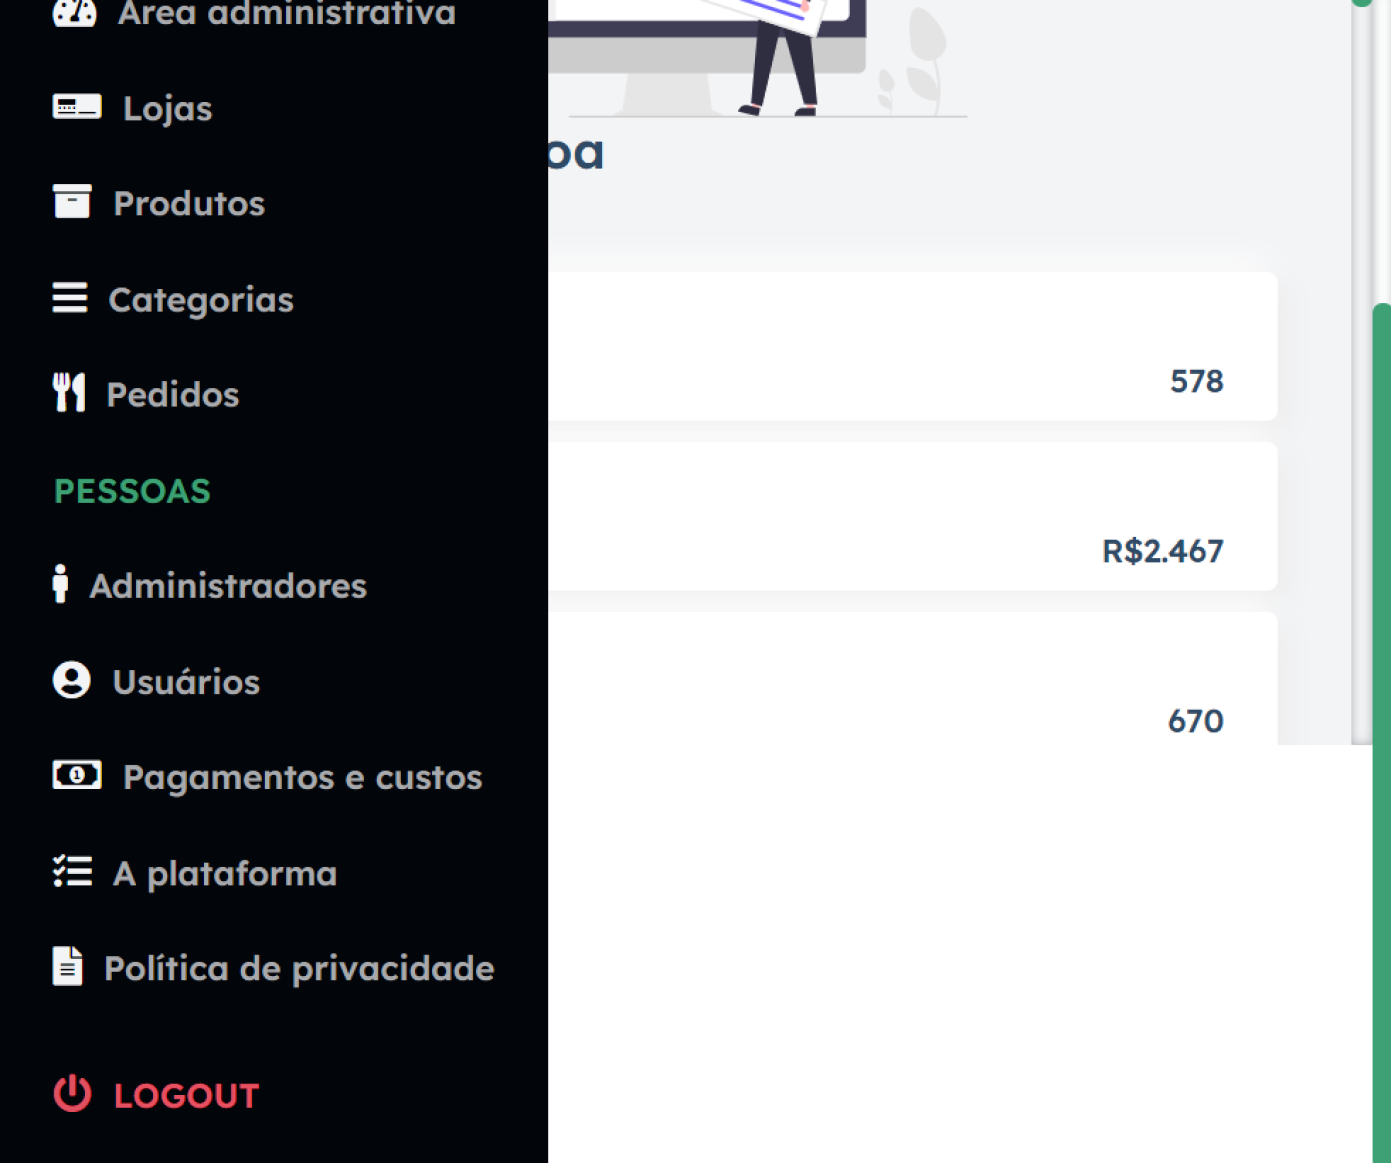 Área administrativa
Lojas
Produtos
Categorias
Pedidos
PESSOAS
Administradores
Usuários
Pagamentos e custos
A plataforma
Política de privacidade
LOGOUT
oa
578
R$2.467
670